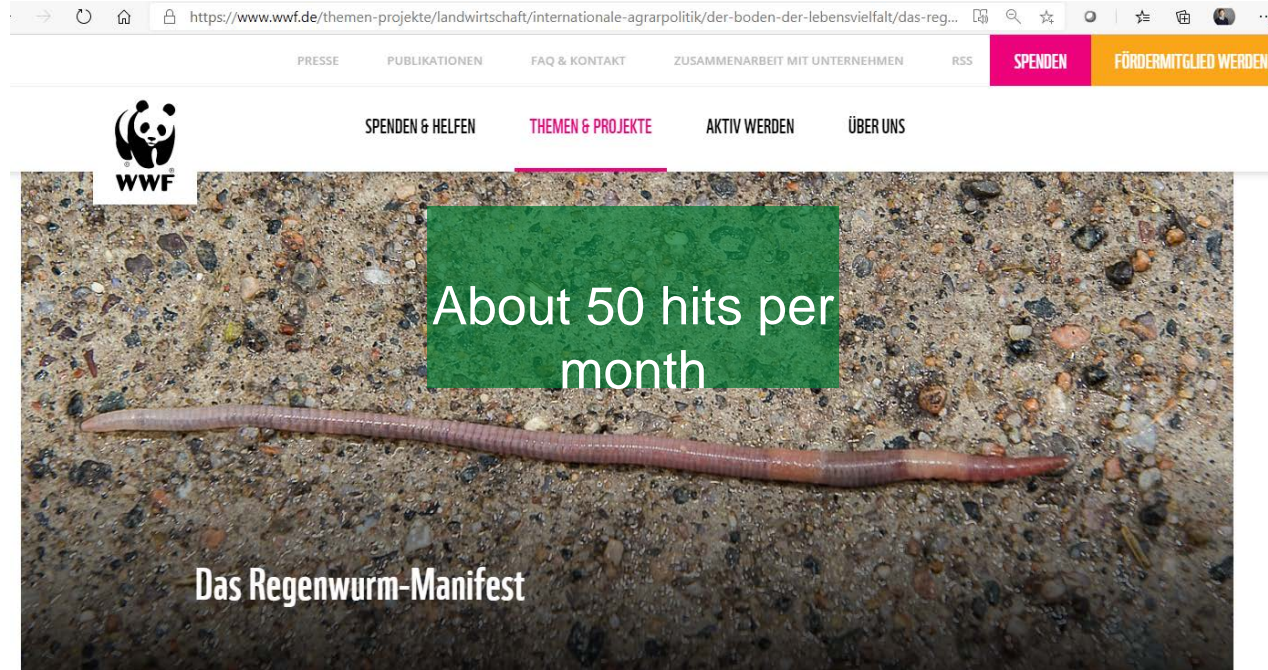 https://www.wwf.de/themen-projekte/landwirtschaft/internationale-agrarpolitik/der-boden-der-lebensvielfalt/das-reg...
PRESSE PUBLIKATIONEN FAQ & KONTAKT ZUSAMMENARBEIT MIT UNTERNEHMEN RSS SPENDEN FÖRDERMITGLIED WERDEN
SPENDEN & HELFEN THEMEN & PROJEKTE AKTIV WERDEN ÜBER UNS
WWF
About 50 hits per
month
Das Regenwurm-Manifest